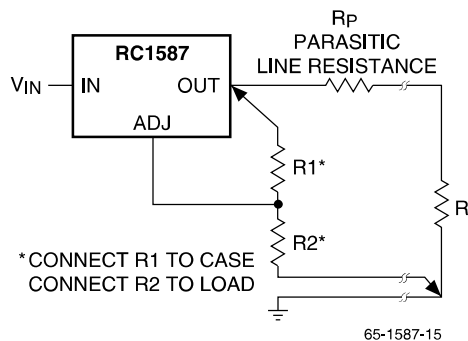 RP
PARASITIC
LINE RESISTANCE
RC1587
VIN
IN
OUT
ADJ
R1*
R
R2*
*CONNECT R1 TO CASE
CONNECT R2 TO LOAD
65-1587-15